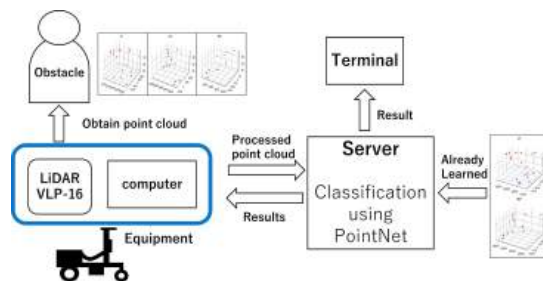 Obstacle
Terminal
Obtain point cloud
Result
Processed
point cloud
Server
Already
Learned
LiDAR
VLP-16
computer
Classification
using
PointNet
Results
Equipment